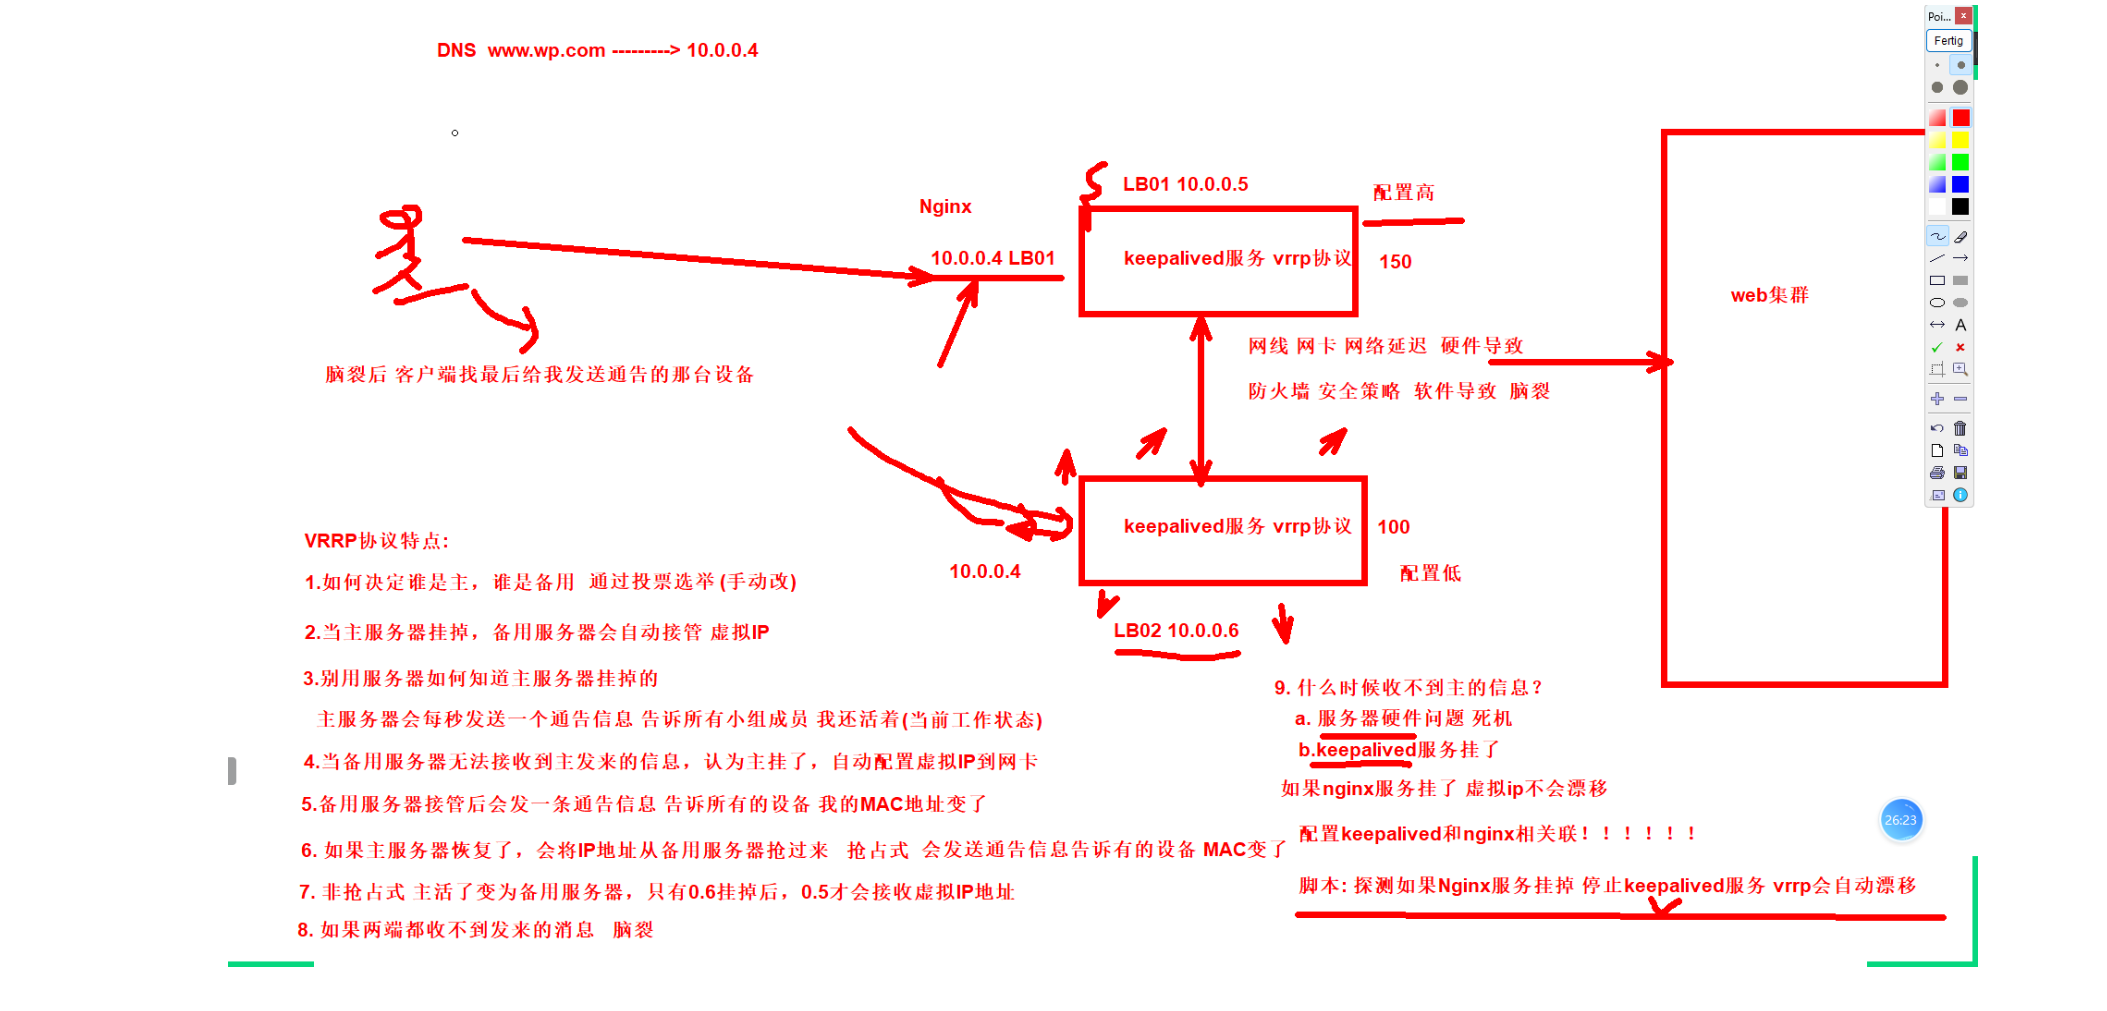 Poi...
Fertig
DNS  www.wp.com ---------> 10.0.0.4
LB01 10.0.0.5
配置高
Nginx
10.0.0.4 LB01
keepalived服务 vrrp协议
150
web集群
网线 网卡 网络延迟  硬件导致
脑裂后 客户端找最后给我发送通告的那台设备
防火墙 安全策略  软件导致  脑裂
keepalived服务 vrrp协议
100
10.0.0.4
配置低
LB02 10.0.0.6
VRRP协议特点:
1.如何决定谁是主，谁是备用  通过投票选举(手动改)
2.当主服务器挂掉，备用服务器会自动接管 虚拟IP
3.别用服务器如何知道主服务器挂掉的
主服务器会每秒发送一个通告信息 告诉所有小组成员 我还活着(当前工作状态)
4.当备用服务器无法接收到主发来的信息，认为主挂了，自动配置虚拟IP到网卡
5.备用服务器接管后会发一条通告信息 告诉所有的设备 我的MAC地址变了
6. 如果主服务器恢复了，会将IP地址从备用服务器抢过来  抢占式  会发送通告信息告诉有的设备 MAC变了
7. 非抢占式 主活了变为备用服务器，只有0.6挂掉后，0.5才会接收虚拟IP地址
8. 如果两端都收不到发来的消息  脑裂
9. 什么时候收不到主的信息？
a. 服务器硬件问题 死机
b.keepalived服务挂了
如果nginx服务挂了 虚拟ip不会漂移
配置keepalived和nginx相关联！！！！！！
脚本: 探测如果Nginx服务挂掉 停止keepalived服务 vrrp会自动漂移
26:23